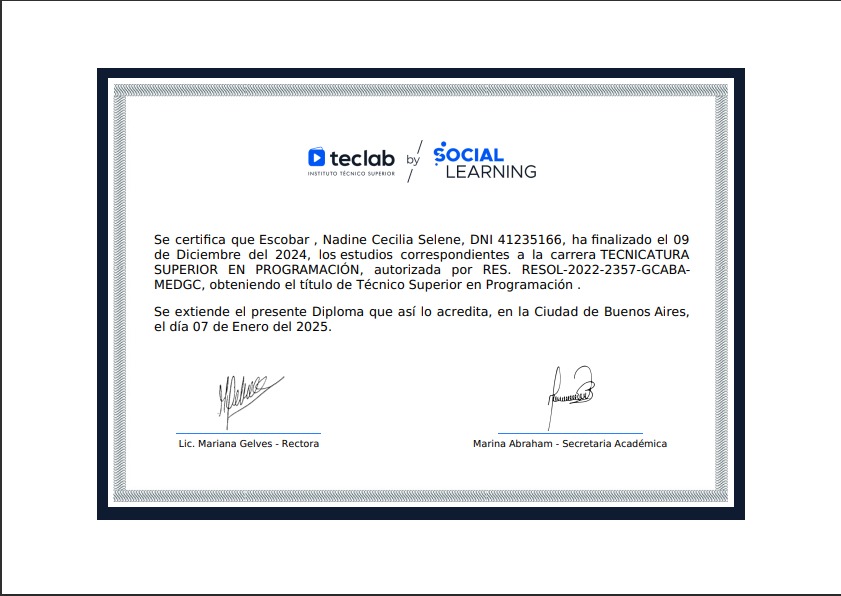 teclab by SOCIAL
INSTITUTO TÉCNICO SUPERIOR LEARNING
Se certifica que Escobar , Nadine Cecilia Selene, DNI 41235166, ha finalizado el 09
de Diciembre del 2024, los estudios correspondientes a la carrera TECNICATURA
SUPERIOR EN PROGRAMACIÓN, autorizada por RES. RESOL-2022-2357-GCABA-
MEDGC, obteniendo el título de Técnico Superior en Programación .
Se extiende el presente Diploma que así lo acredita, en la Ciudad de Buenos Aires,
el día 07 de Enero del 2025.
Lic. Mariana Gelves - Rectora
Marina Abraham - Secretaria Académica